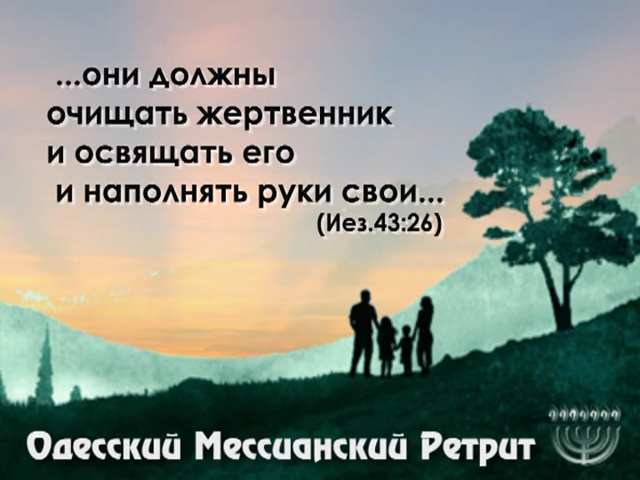 ...они должны
очищать жертвенник
и освящать его
и наполнять руки свои...
(Иез.43:26)
Одесский Мессианский Ретрит